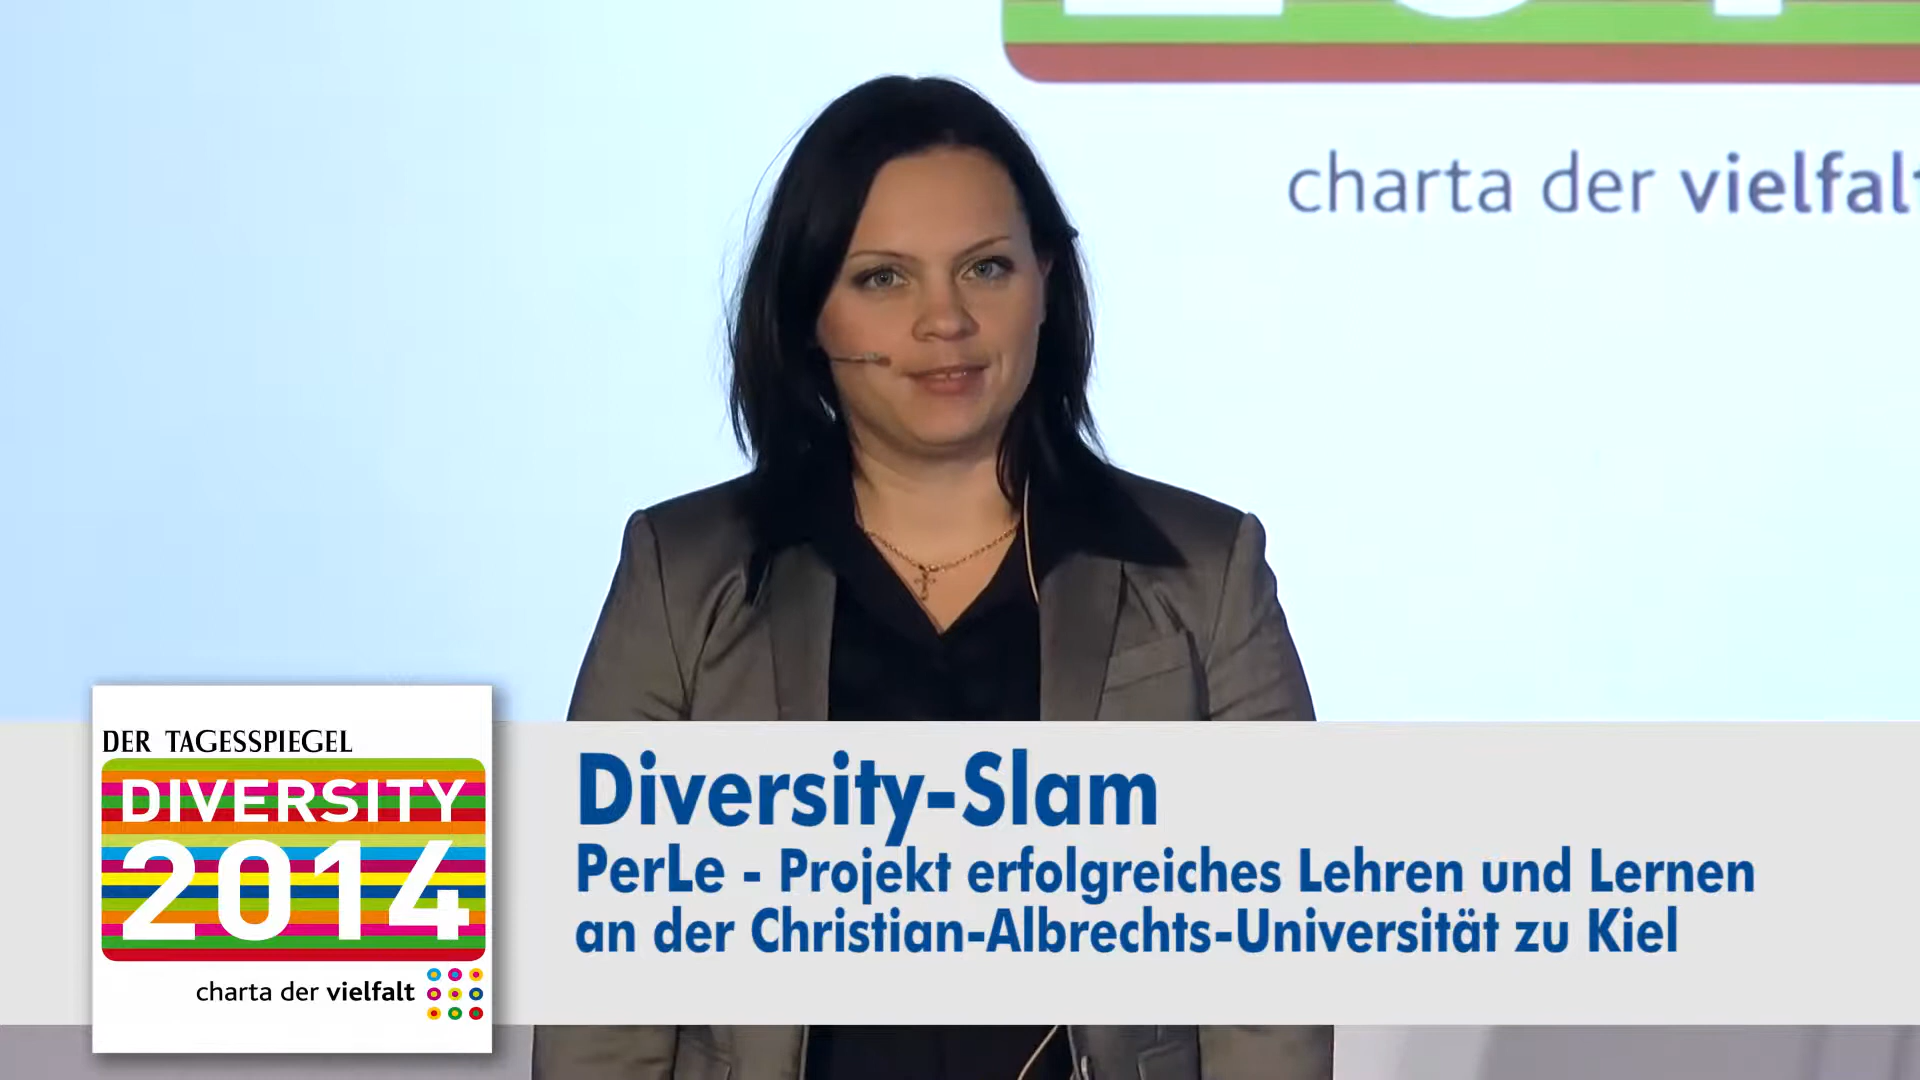 charta der vielfalt
DER TAGESSPIEGEL
DIVERSITY
2014
charta der vielfalt
Diversity-Slam
PerLe - Projekt erfolgreiches Lehren und Lernen
an der Christian-Albrechts-Universität zu Kiel